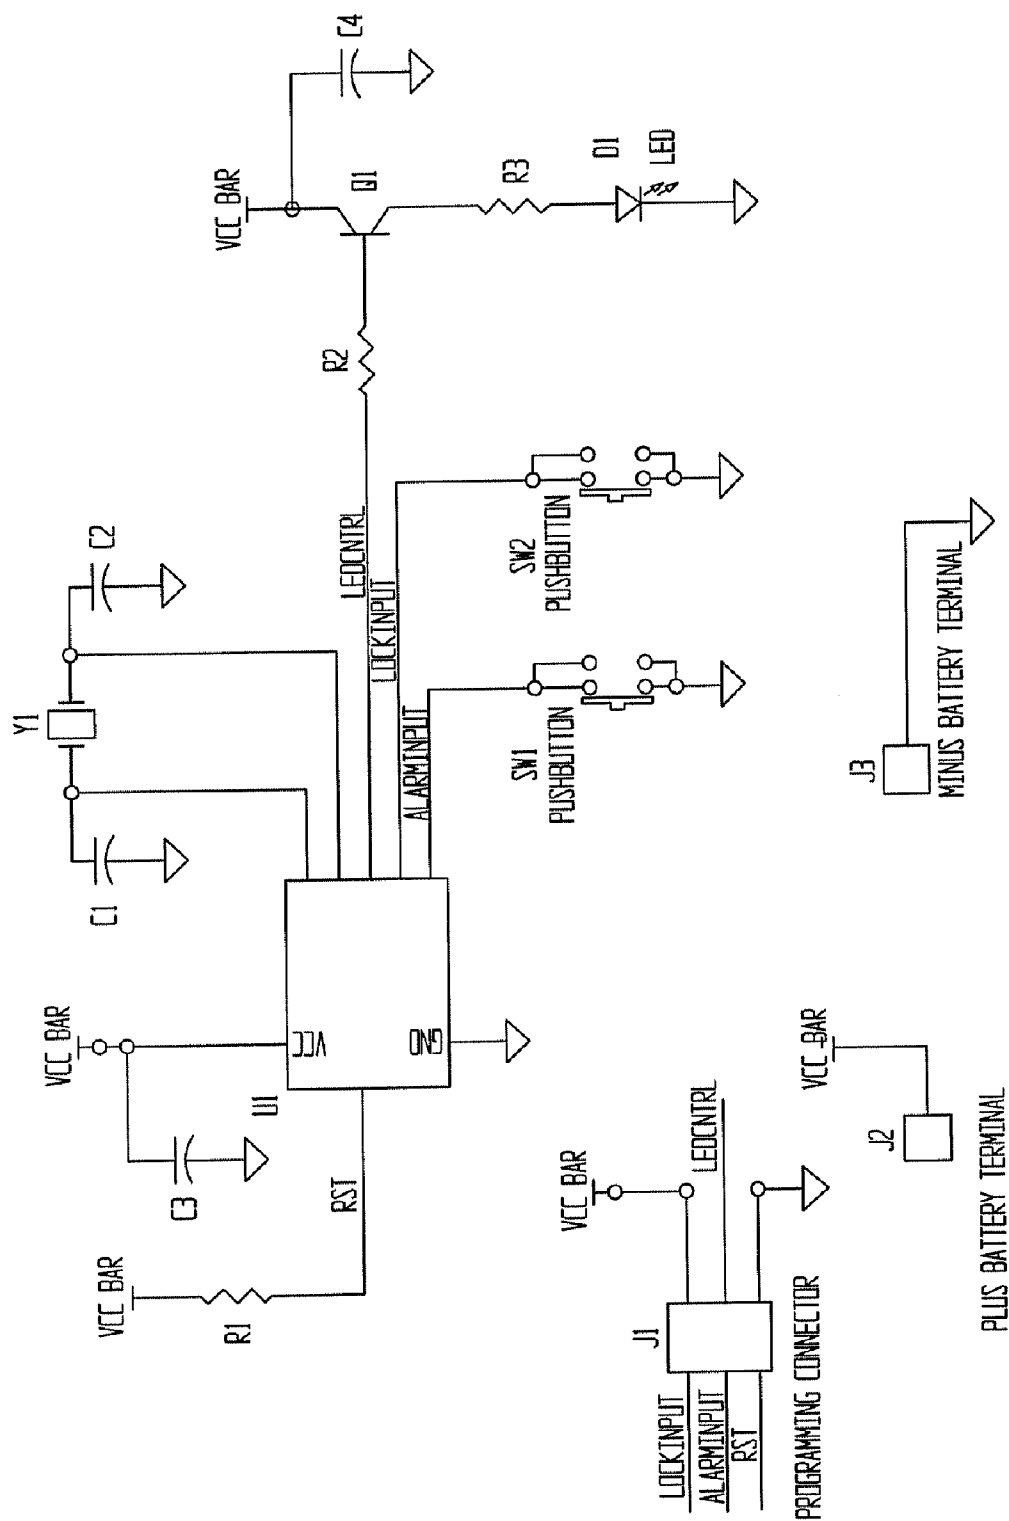 C4
VCC_BAR
Q1
R3
D1
LED
R2
C2
Y1
C1
LEDCNTRL
LOCKINPUT
ALARMINPUT
SW2
PUSHBUTTON
SW1
PUSHBUTTON
J3
MINUS BATTERY TERMINAL
VCC_BAR
VCC
GND
U1
C3
RST
VCC_BAR
R1
VCC_BAR
J2
PLUS BATTERY TERMINAL
VCC_BAR
LEDCNTRL
J1
LOCKINPUT
ALARMINPUT
RST
PROGRAMMING CONNECTOR